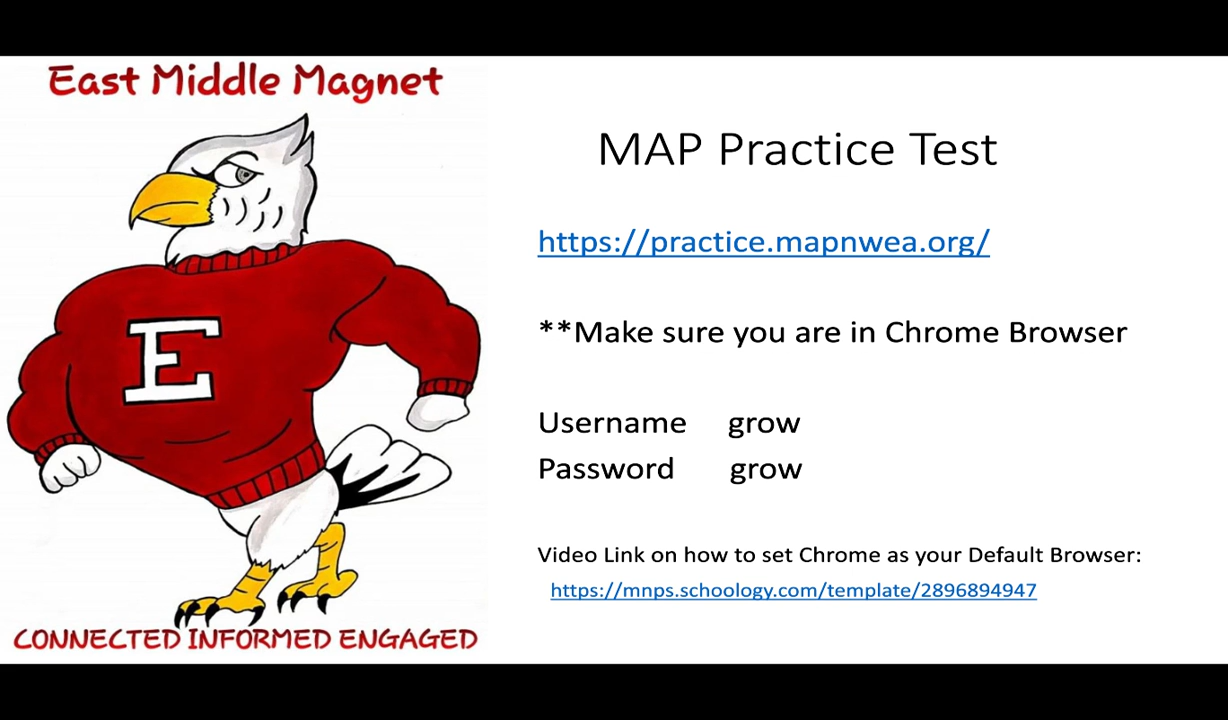 East Middle Magnet
E
CONNECTED INFORMED ENGAGED
MAP Practice Test
https://practice.mapnwea.org/
**Make sure you are in Chrome Browser
Username grow
Password grow
Video Link on how to set Chrome as your Default Browser:
https://mnps.schoology.com/template/2896894947